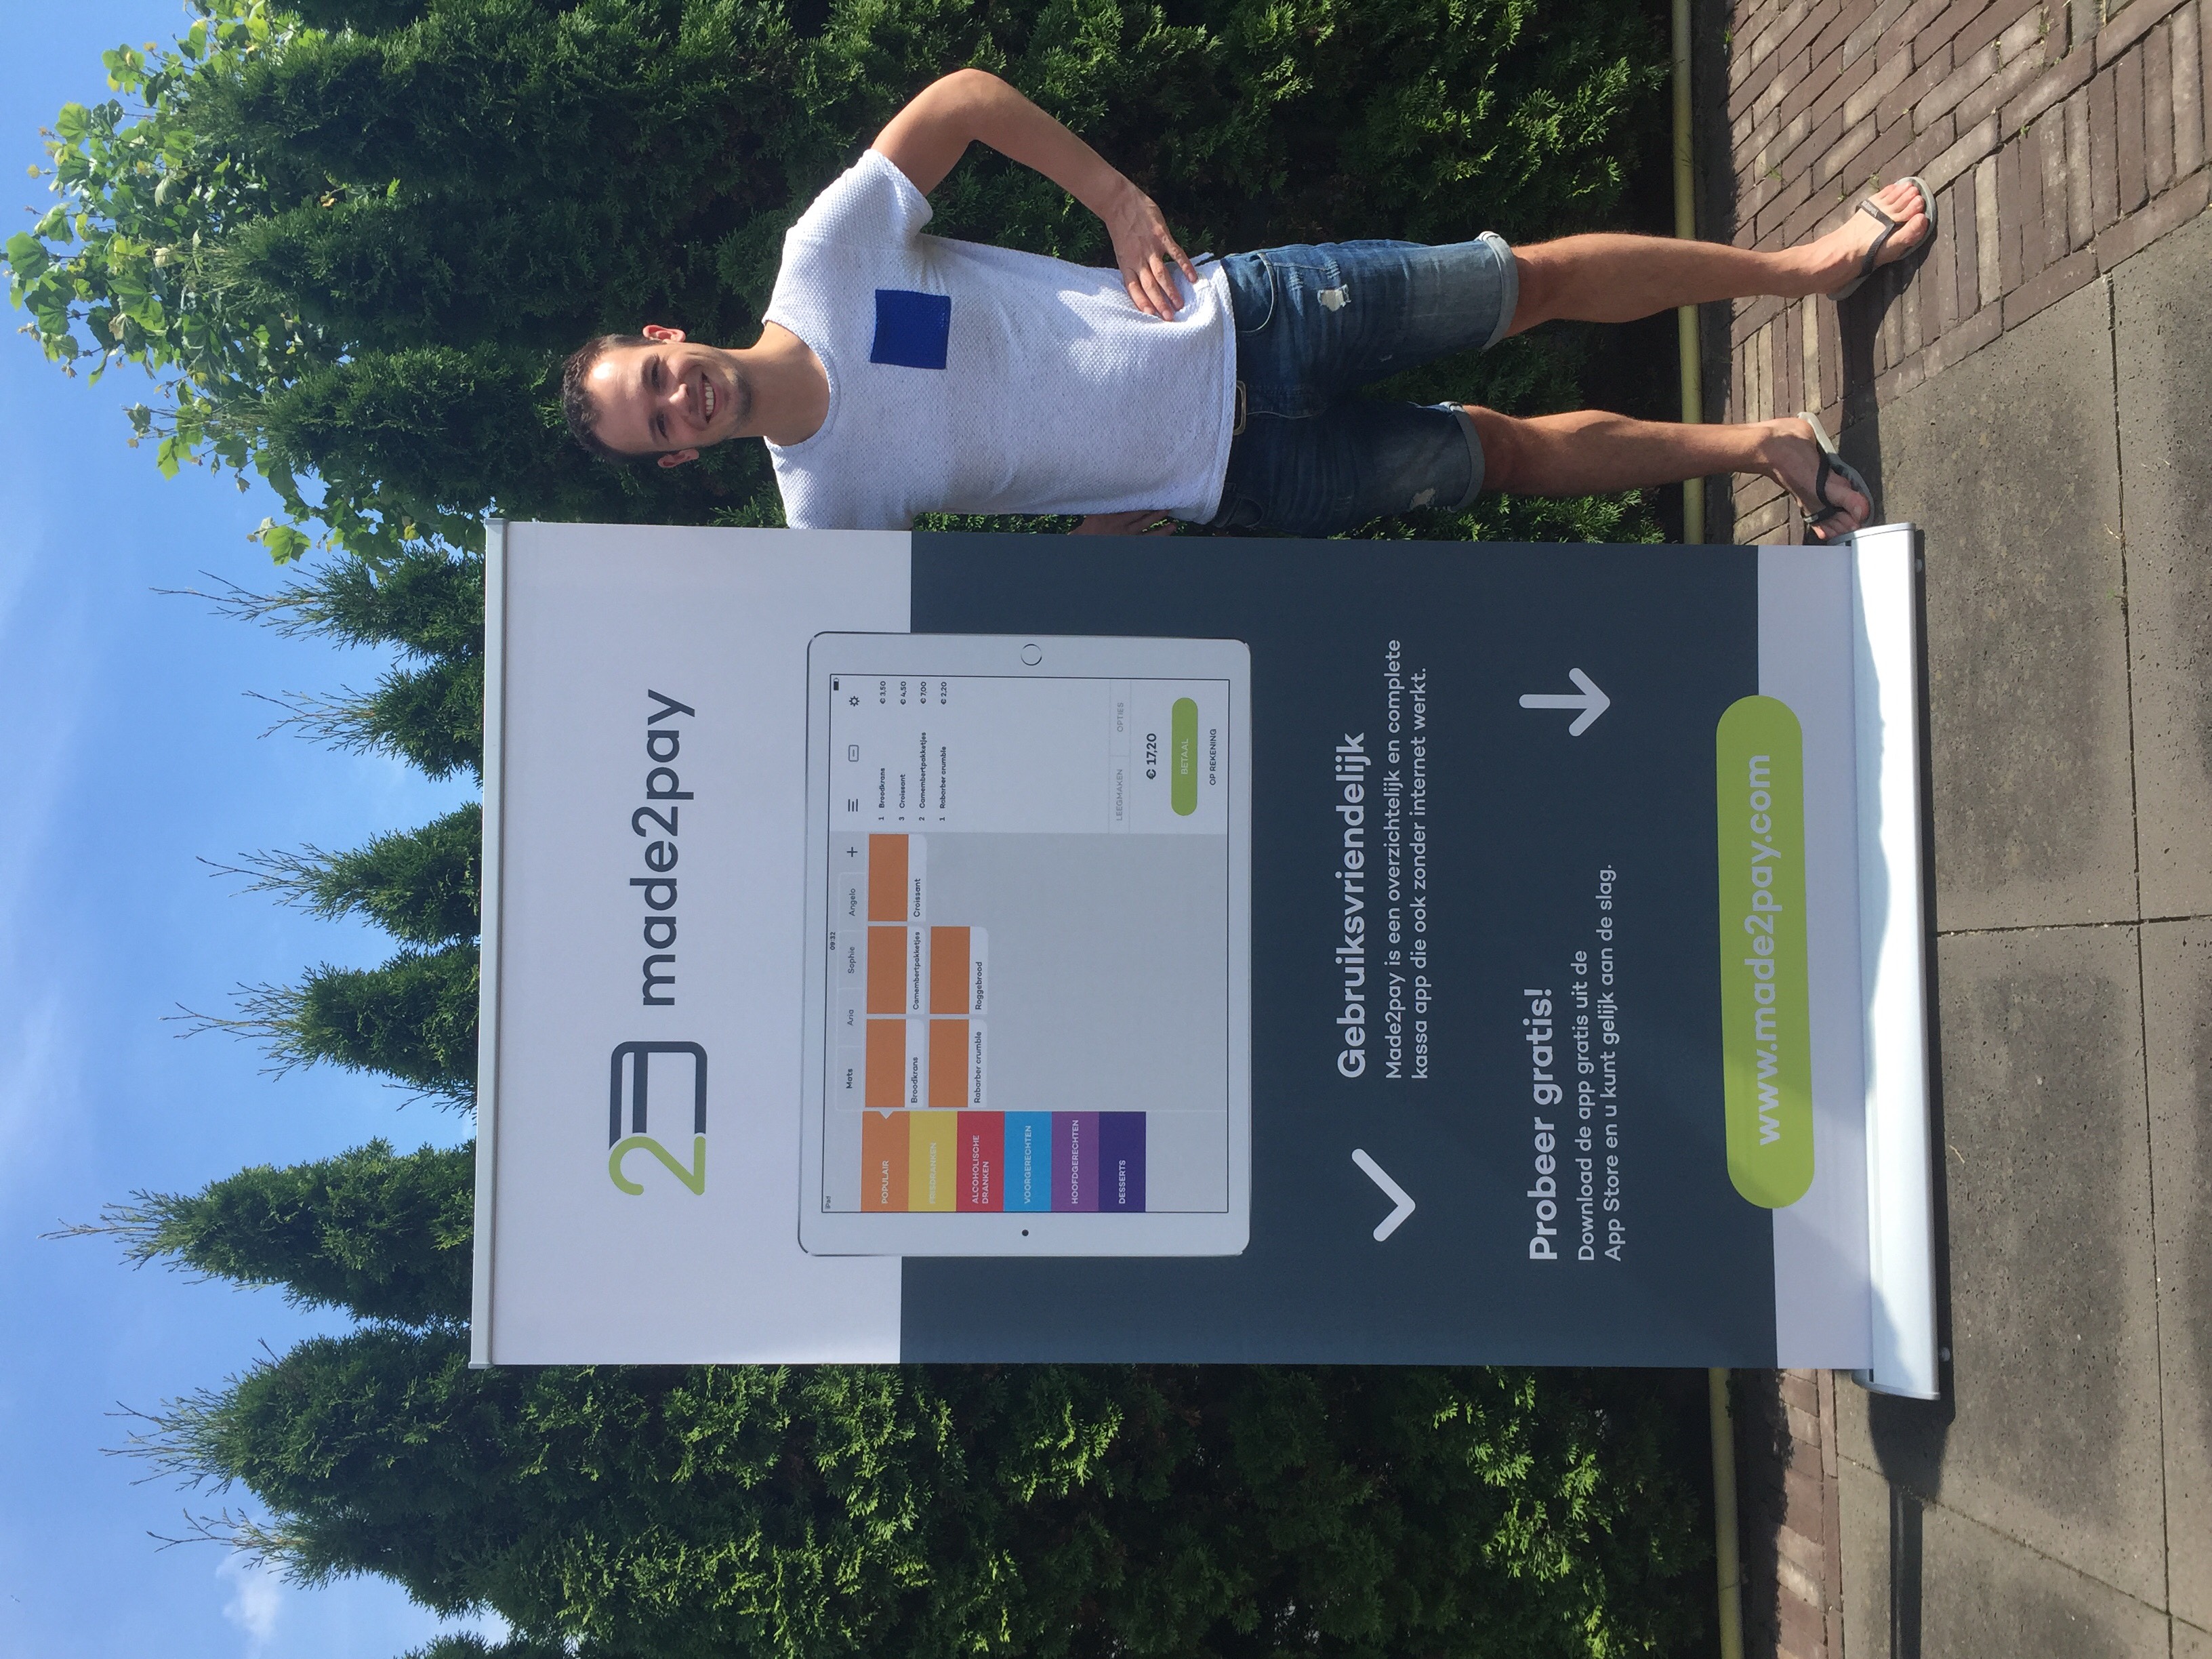 made2pay
iPad
09:32
Mats
Ana
Sophie
Angelo
+
POPULAIR
FRISDRANKEN
ALCOHOLISCHE
DRANKEN
VOORGERECHTEN
HOOFDGERECHTEN
DESSERTS
Broodkrans
Camembertpakketjes
Croissant
Rabarber crumble
Roggebrood
1 Broodkrans € 3,50
3 Croissant € 4,50
2 Camembertpakketjes € 7,00
1 Rabarber crumble € 2,20
LEEGMAKEN OPTIES
€ 17,20
BETAAL
OP REKENING
Gebruiksvriendelijk
Made2pay is een overzichtelijk en complete
kassa app die ook zonder internet werkt.
Probeer gratis!
Download de app gratis uit de
App Store en u kunt gelijk aan de slag.
www.made2pay.com